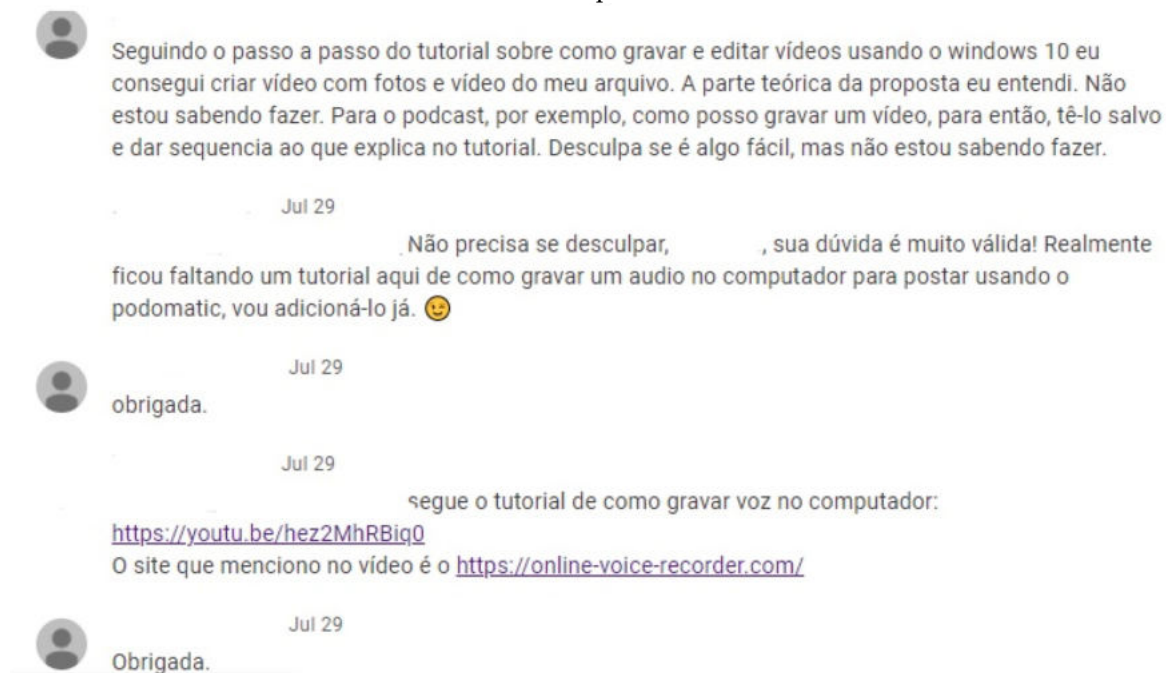 Seguindo o passo a passo do tutorial sobre como gravar e editar vídeos usando o windows 10 eu
consegui criar vídeo com fotos e vídeo do meu arquivo. A parte teórica da proposta eu entendi. Não
estou sabendo fazer. Para o podcast, por exemplo, como posso gravar um vídeo, para então, tê-lo salvo
e dar sequencia ao que explica no tutorial. Desculpa se é algo fácil, mas não estou sabendo fazer.
Jul 29
Não precisa se desculpar, , sua dúvida é muito válida! Realmente
ficou faltando um tutorial aqui de como gravar um audio no computador para postar usando o
podomatic, vou adicioná-lo já. 😉
Jul 29
obrigada.
Jul 29
segue o tutorial de como gravar voz no computador:
https://youtu.be/hez2MhRBiq0
O site que menciono no vídeo é o https://online-voice-recorder.com/
Jul 29
Obrigada.